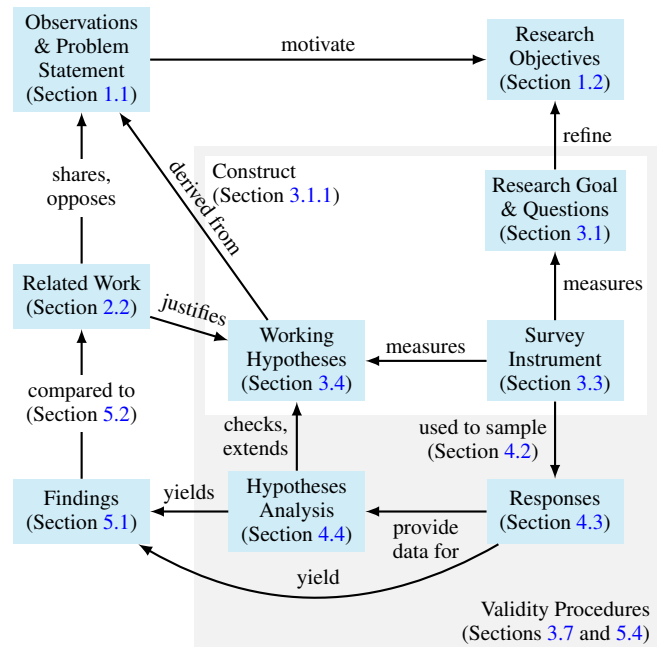 Observations
& Problem
Statement
(Section 1.1)
motivate
Research
Objectives
(Section 1.2)
shares,
opposes
derived from
Construct
(Section 3.1.1)
refine
Research Goal
& Questions
(Section 3.1)
Related Work
(Section 2.2)
justifies
measures
Working
Hypotheses
(Section 3.4)
measures
Survey
Instrument
(Section 3.3)
compared to
(Section 5.2)
checks,
extends
used to sample
(Section 4.2)
Findings
(Section 5.1)
yields
Hypotheses
Analysis
(Section 4.4)
provide
data for
Responses
(Section 4.3)
yield
Validity Procedures
(Sections 3.7 and 5.4)